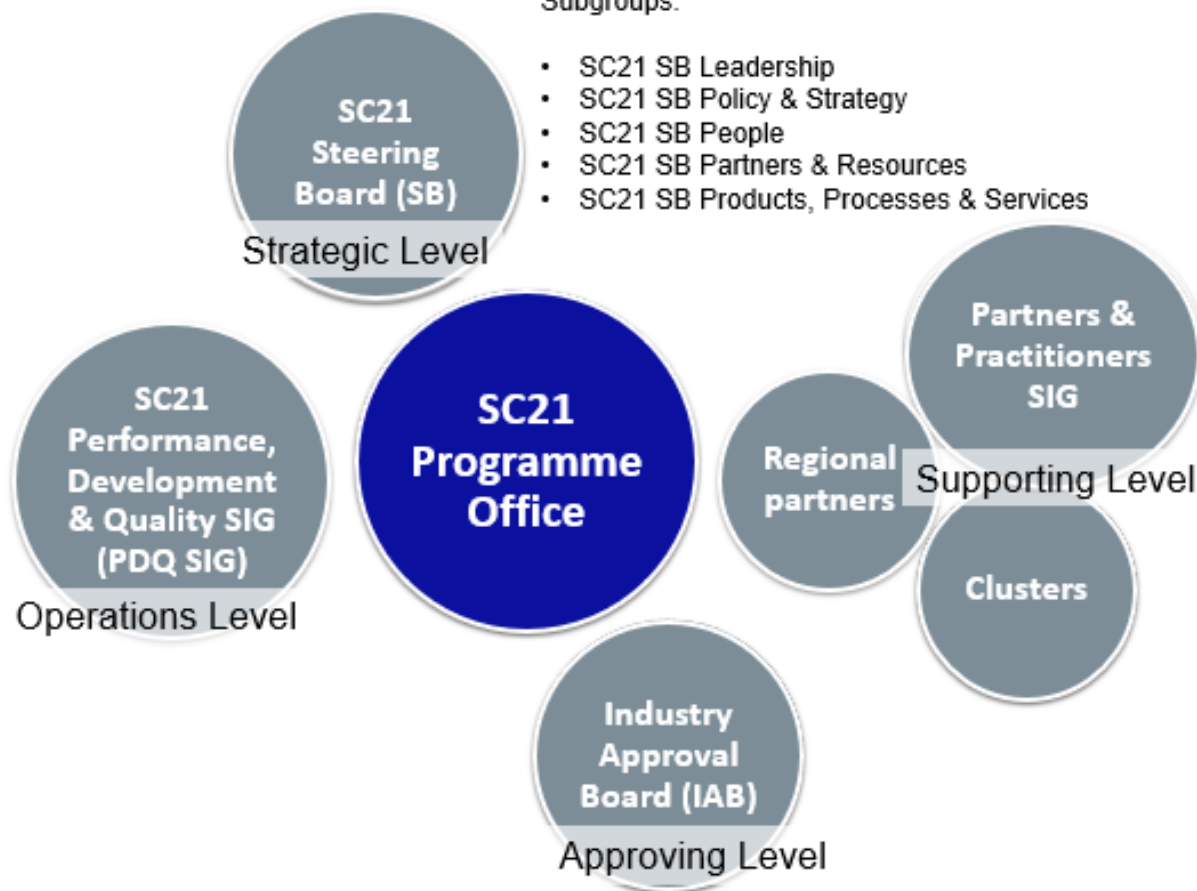 Subgroups:
• SC21 SB Leadership
• SC21 SB Policy & Strategy
• SC21 SB People
• SC21 SB Partners & Resources
• SC21 SB Products, Processes & Services
SC21
Steering
Board (SB)
Strategic Level
Partners &
Practitioners
SIG
Regional
partners
Supporting Level
Clusters
SC21
Programme
Office
SC21
Performance,
Development
& Quality SIG
(PDQ SIG)
Operations Level
Industry
Approval
Board (IAB)
Approving Level